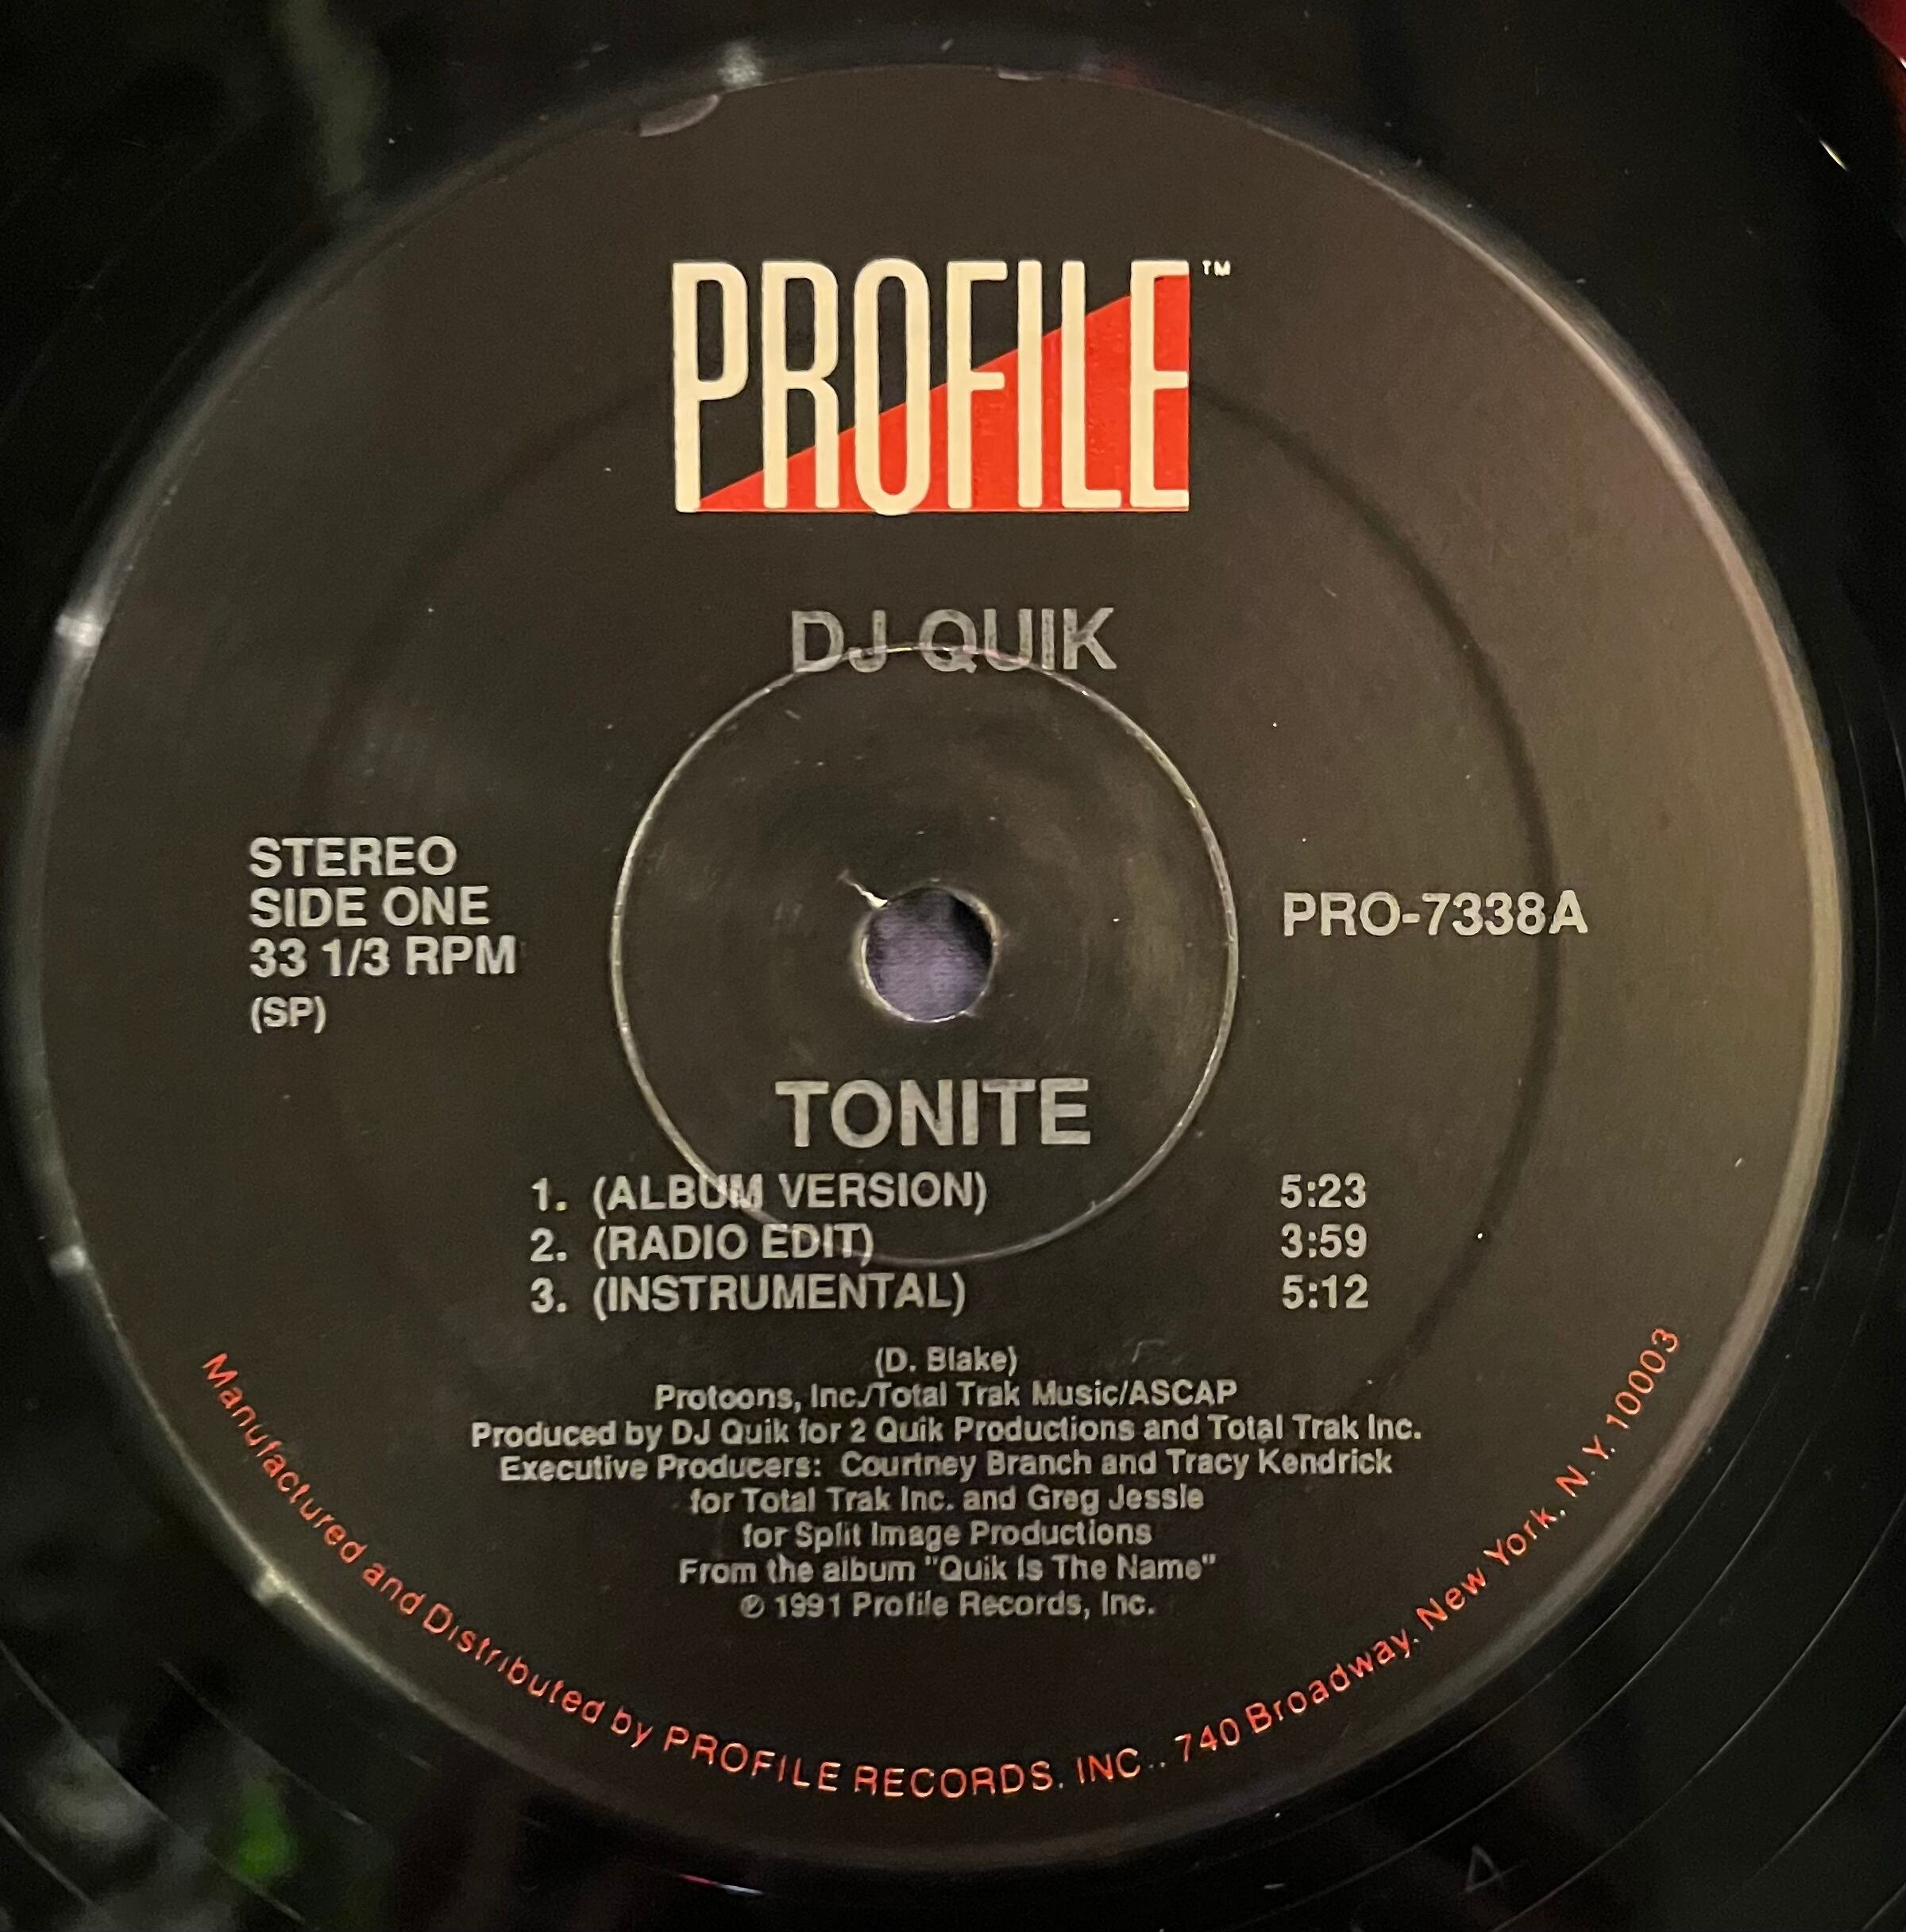 PROFILE™
DJ QUIK
STEREO
SIDE ONE
33 1/3 RPM
(SP)
PRO-7338A
TONITE
1. (ALBUM VERSION) 5:23
2. (RADIO EDIT) 3:59
3. (INSTRUMENTAL) 5:12
(D. Blake)
Protoons, Inc./Total Trak Music/ASCAP
Produced by DJ Quik for 2 Quik Productions and Total Trak Inc.
Executive Producers: Courtney Branch and Tracy Kendrick
for Total Trak Inc. and Greg Jessie
for Split Image Productions
From the album "Quik Is The Name"
℗ 1991 Profile Records, Inc.
Manufactured and Distributed by PROFILE RECORDS, INC., 740 Broadway, New York, N.Y. 10003